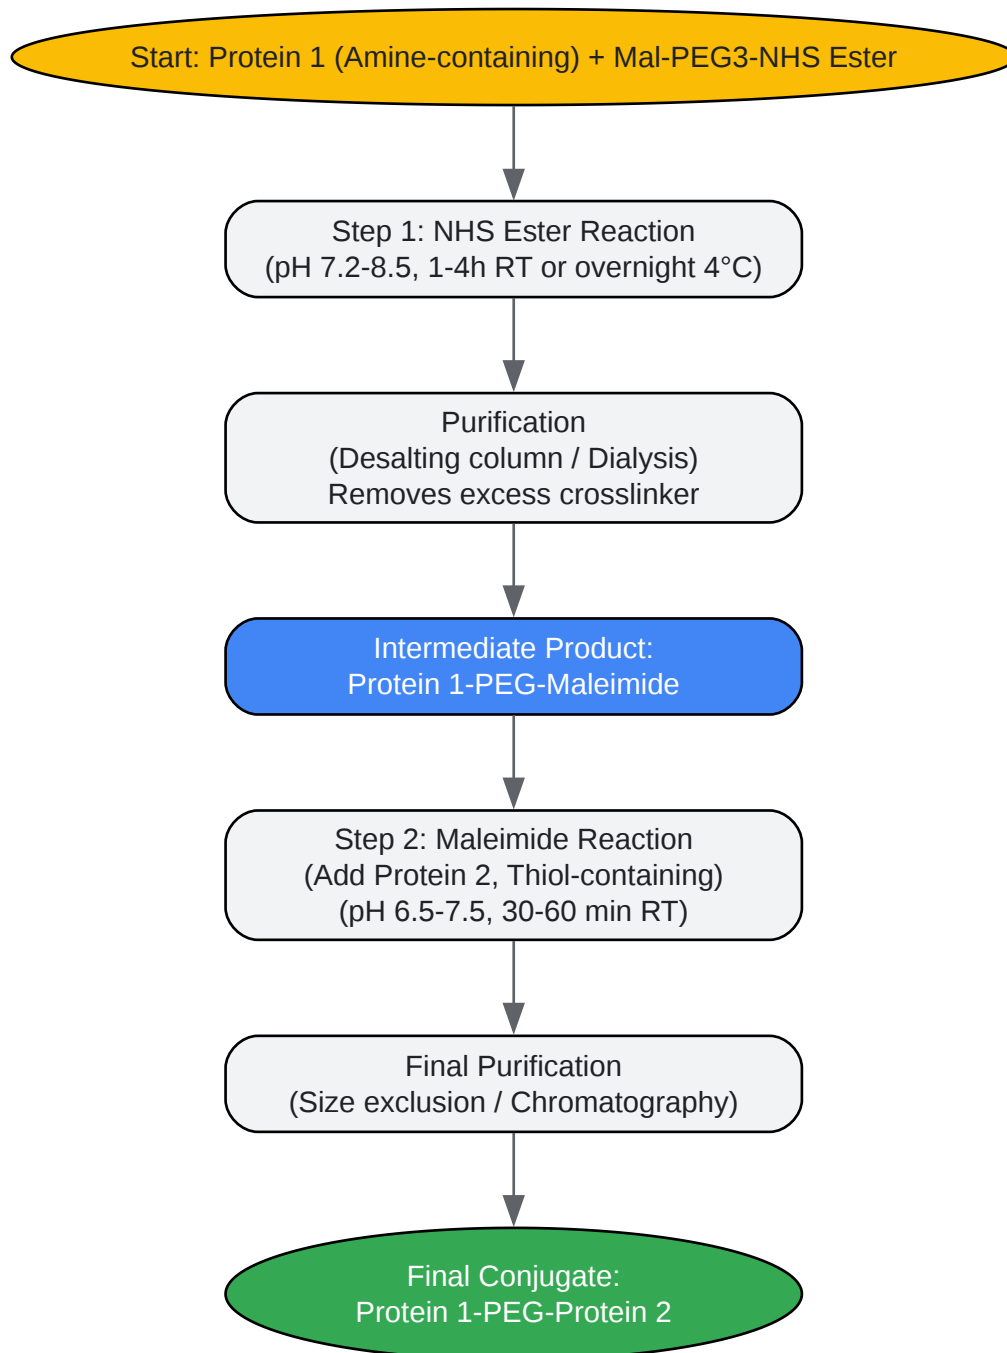 Start: Protein 1 (Amine-containing) + Mal-PEG3-NHS Ester
Step 1: NHS Ester Reaction
(pH 7.2-8.5, 1-4h RT or overnight 4°C)
Purification
(Desalting column / Dialysis)
Removes excess crosslinker
Intermediate Product:
Protein 1-PEG-Maleimide
Step 2: Maleimide Reaction
(Add Protein 2, Thiol-containing)
(pH 6.5-7.5, 30-60 min RT)
Final Purification
(Size exclusion / Chromatography)
Final Conjugate:
Protein 1-PEG-Protein 2